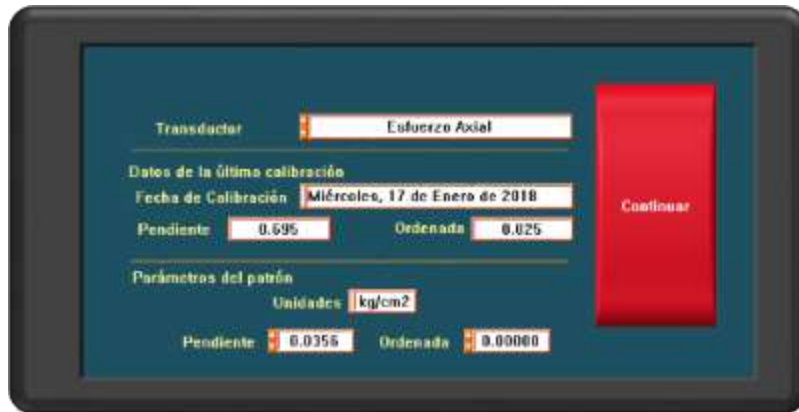 Transductor Esfuerzo Axial
Datos de la última calibración
Fecha de Calibración Miércoles, 17 de Enero de 2018
Pendiente 0.695 Ordenada 0.025
Continuar
Parámetros del patrón
Unidades kg/cm2
Pendiente 0.0356 Ordenada 0.00000